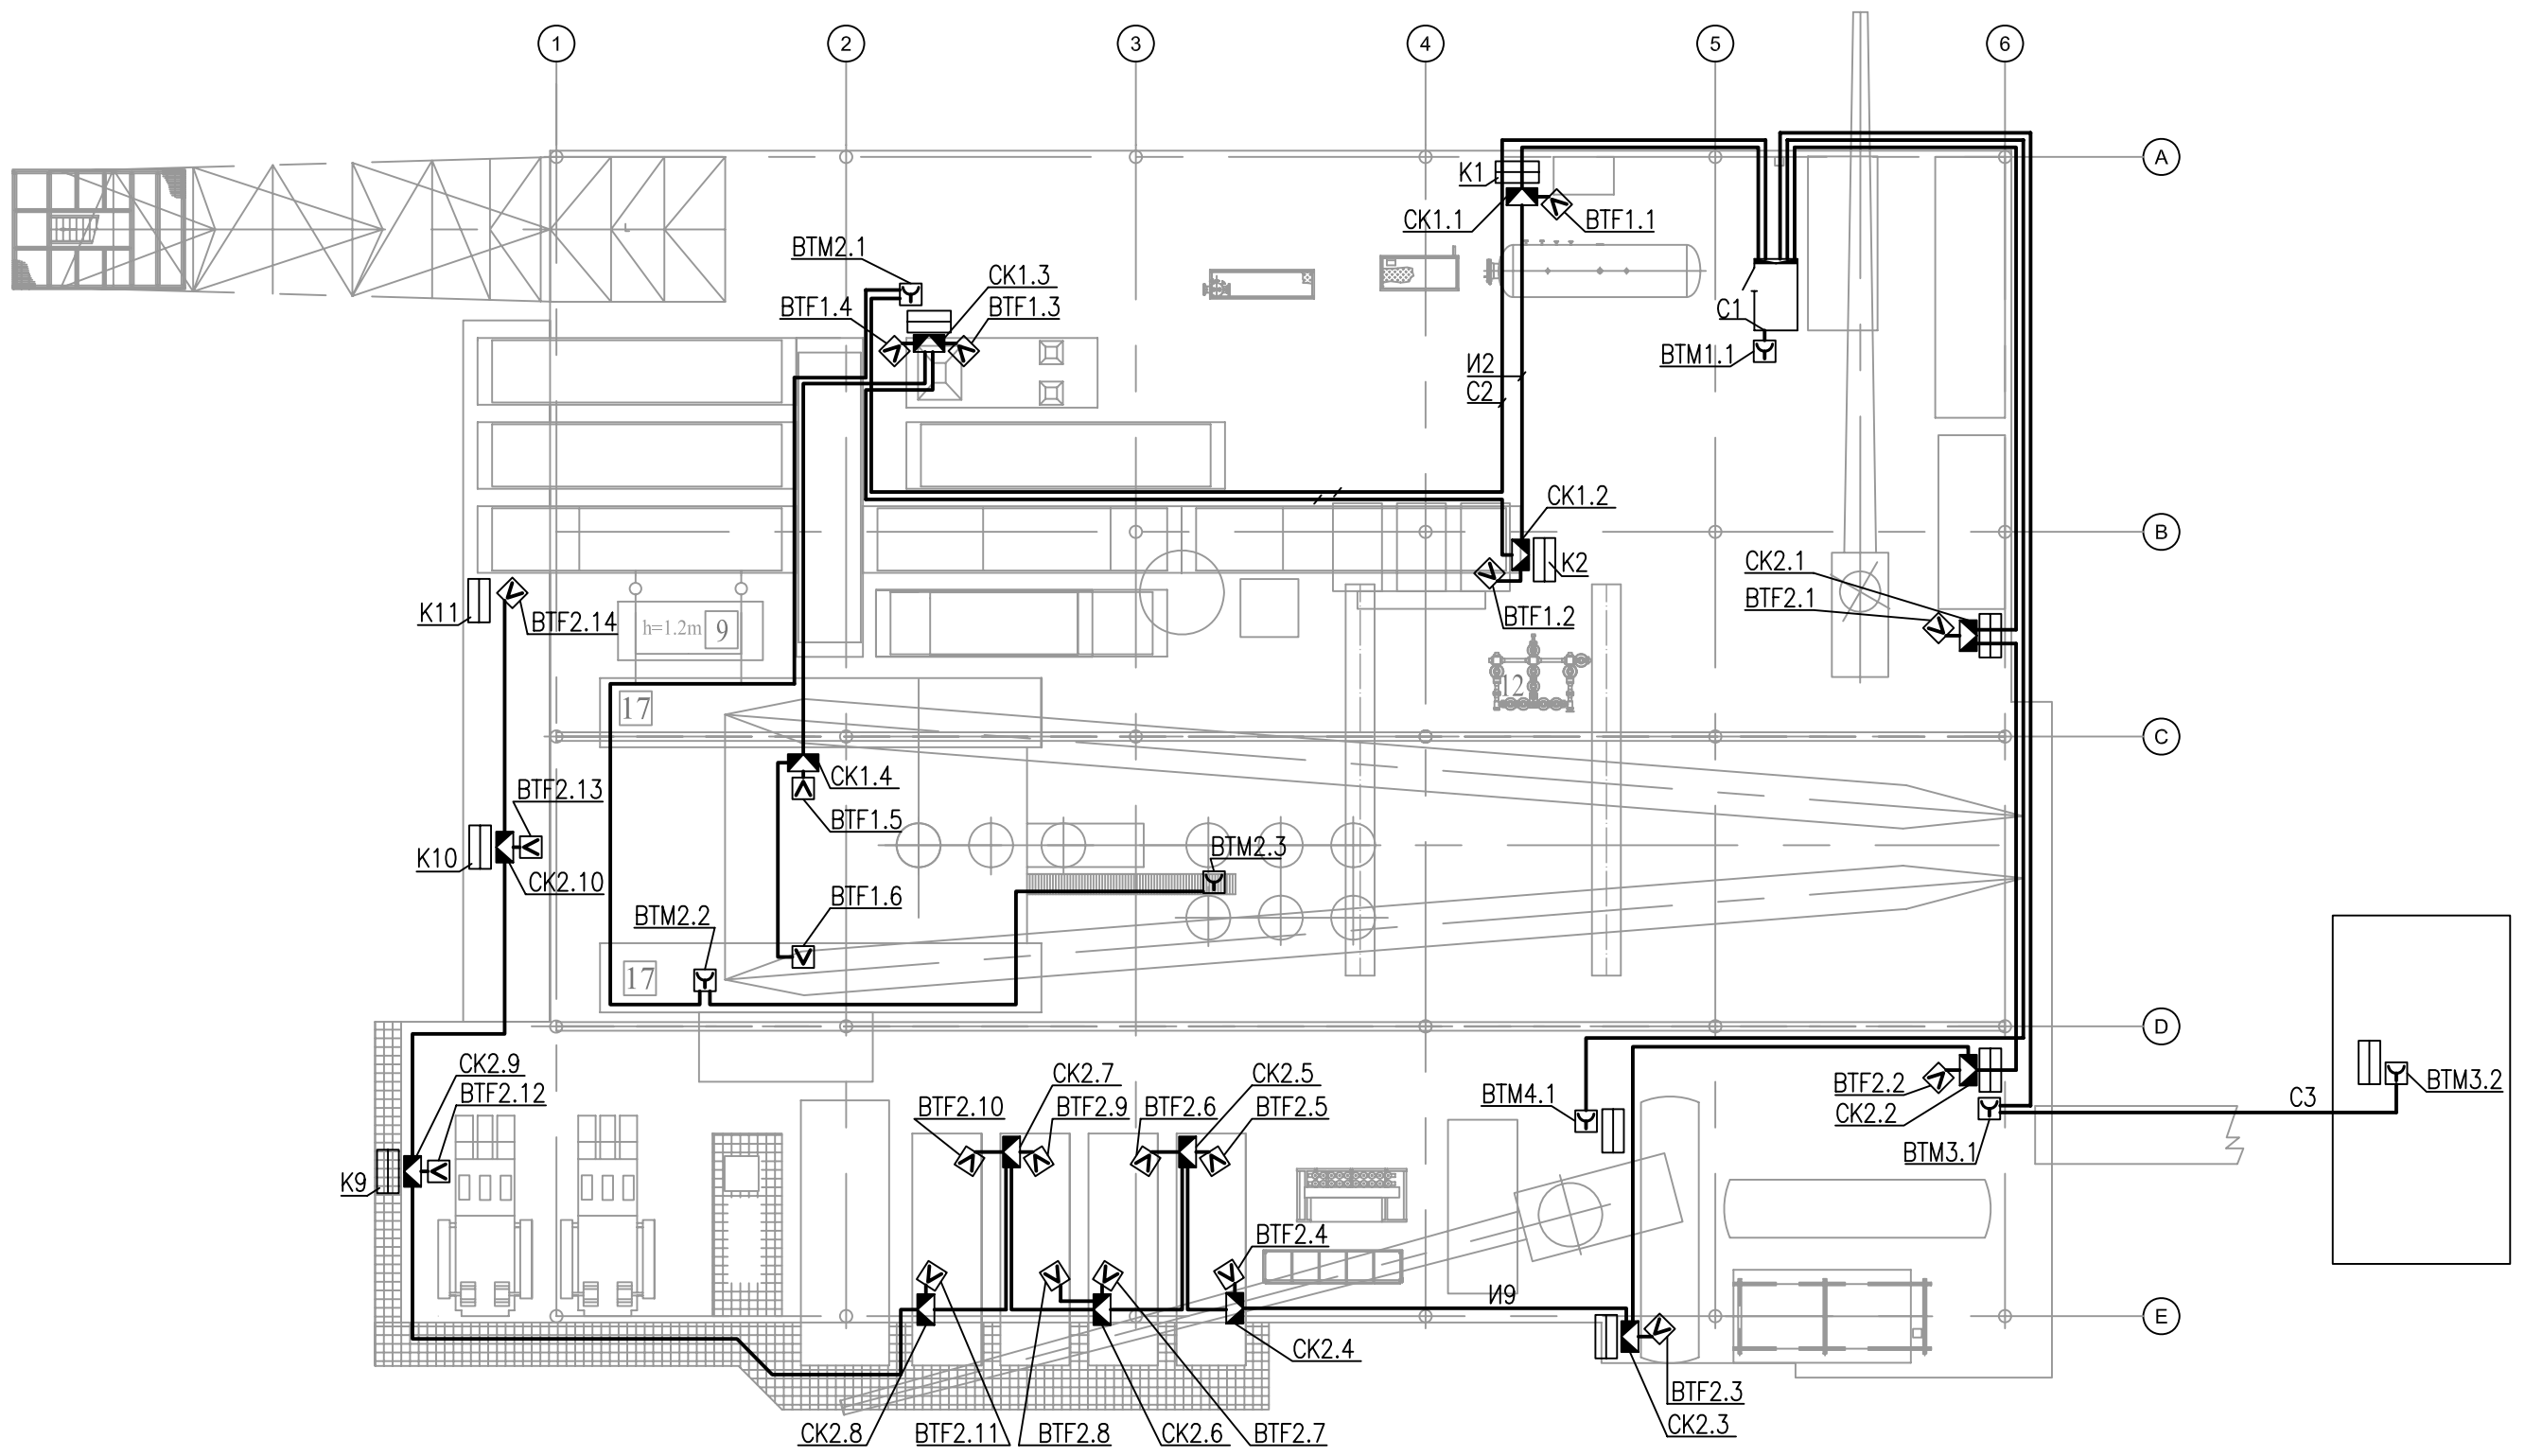 1 2 3 4 5 6
A
K1
CK1.1
BTF1.1
BTM2.1
CK1.3
BTF1.4
BTF1.3
C1
BTM1.1
И2
C2
CK1.2
B
K2
CK2.1
BTF2.1
BTF1.2
K11
BTF2.14
h=1.2m
9
12
17
C
CK1.4
BTF2.13
BTF1.5
K10
CK2.10
BTM2.3
BTF1.6
BTM2.2
17
D
CK2.9
BTF2.12
CK2.7
CK2.5
BTF2.10
BTF2.9
BTF2.6
BTF2.5
BTM4.1
BTF2.2
CK2.2
BTM3.1
C3
BTM3.2
K9
BTF2.4
И9
E
CK2.4
BTF2.3
CK2.3
CK2.8
BTF2.11
BTF2.8
CK2.6
BTF2.7